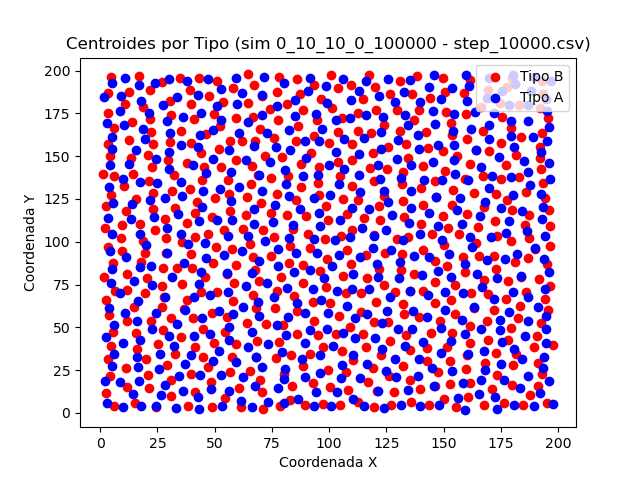 Centroides por Tipo (sim 0_10_10_0_100000 - step_10000.csv)
Tipo B
Tipo A
200
175
150
125
100
75
50
25
0
Coordenada Y
0 25 50 75 100 125 150 175 200
Coordenada X